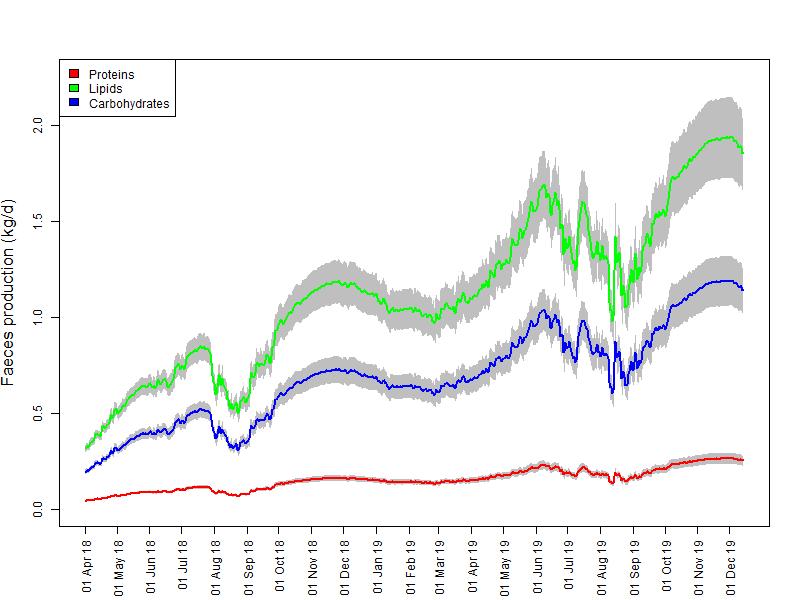 Proteins
Lipids
Carbohydrates
Faeces production (kg/d)
2.0
1.5
1.0
0.5
0.0
01 Apr 18
01 May 18
01 Jun 18
01 Jul 18
01 Aug 18
01 Sep 18
01 Oct 18
01 Nov 18
01 Dec 18
01 Jan 19
01 Feb 19
01 Mar 19
01 Apr 19
01 May 19
01 Jun 19
01 Jul 19
01 Aug 19
01 Sep 19
01 Oct 19
01 Nov 19
01 Dec 19